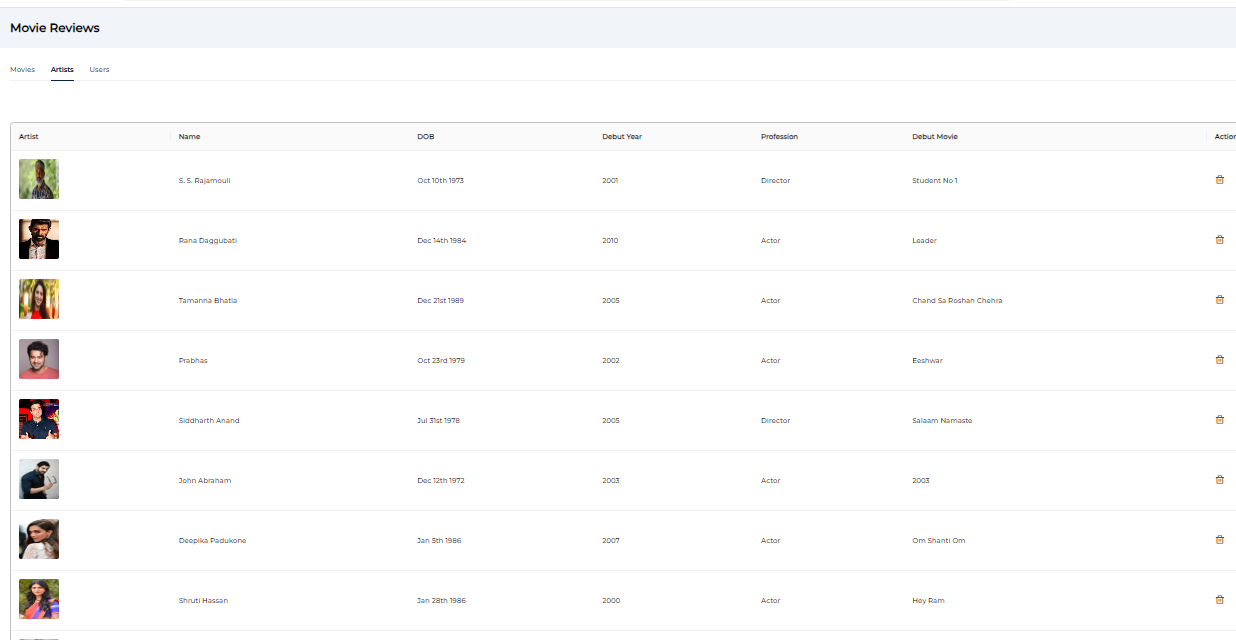 Movie Reviews
Movies Artists Users
Artist Name DOB Debut Year Profession Debut Movie Action
S. S. Rajamouli Oct 10th 1973 2001 Director Student No 1
Rana Daggubati Dec 14th 1984 2010 Actor Leader
Tamanna Bhatia Dec 21st 1989 2005 Actor Chand Sa Roshan Chehra
Prabhas Oct 23rd 1979 2002 Actor Eeshwar
Siddharth Anand Jul 31st 1978 2005 Director Salaam Namaste
John Abraham Dec 12th 1972 2003 Actor 2003
Deepika Padukone Jan 5th 1986 2007 Actor Om Shanti Om
Shruti Hassan Jan 28th 1986 2000 Actor Hey Ram